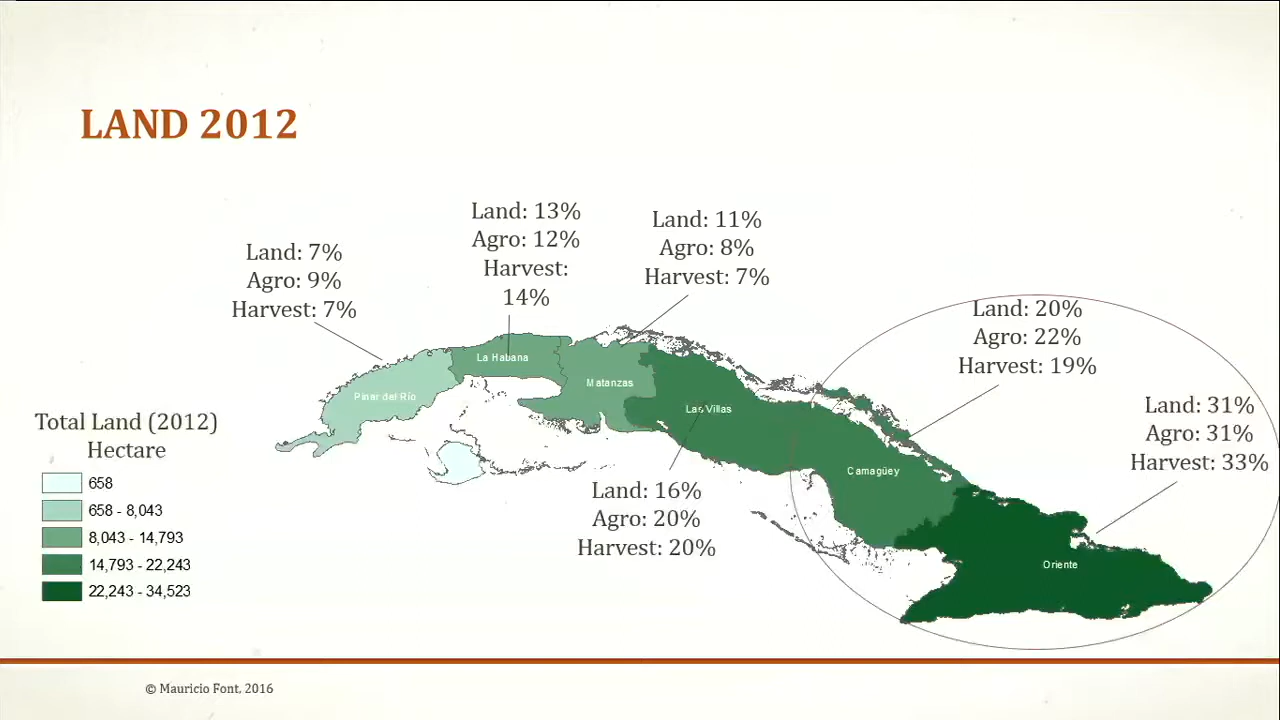 LAND 2012
Land: 7%
Agro: 9%
Harvest: 7%
Land: 13%
Agro: 12%
Harvest:
14%
Land: 11%
Agro: 8%
Harvest: 7%
Land: 20%
Agro: 22%
Harvest: 19%
Land: 31%
Agro: 31%
Harvest: 33%
Land: 16%
Agro: 20%
Harvest: 20%
Pinar del Río
La Habana
Matanzas
Las Villas
Camagüey
Oriente
Total Land (2012)
Hectare
658
658 - 8,043
8,043 - 14,793
14,793 - 22,243
22,243 - 34,523
© Mauricio Font, 2016